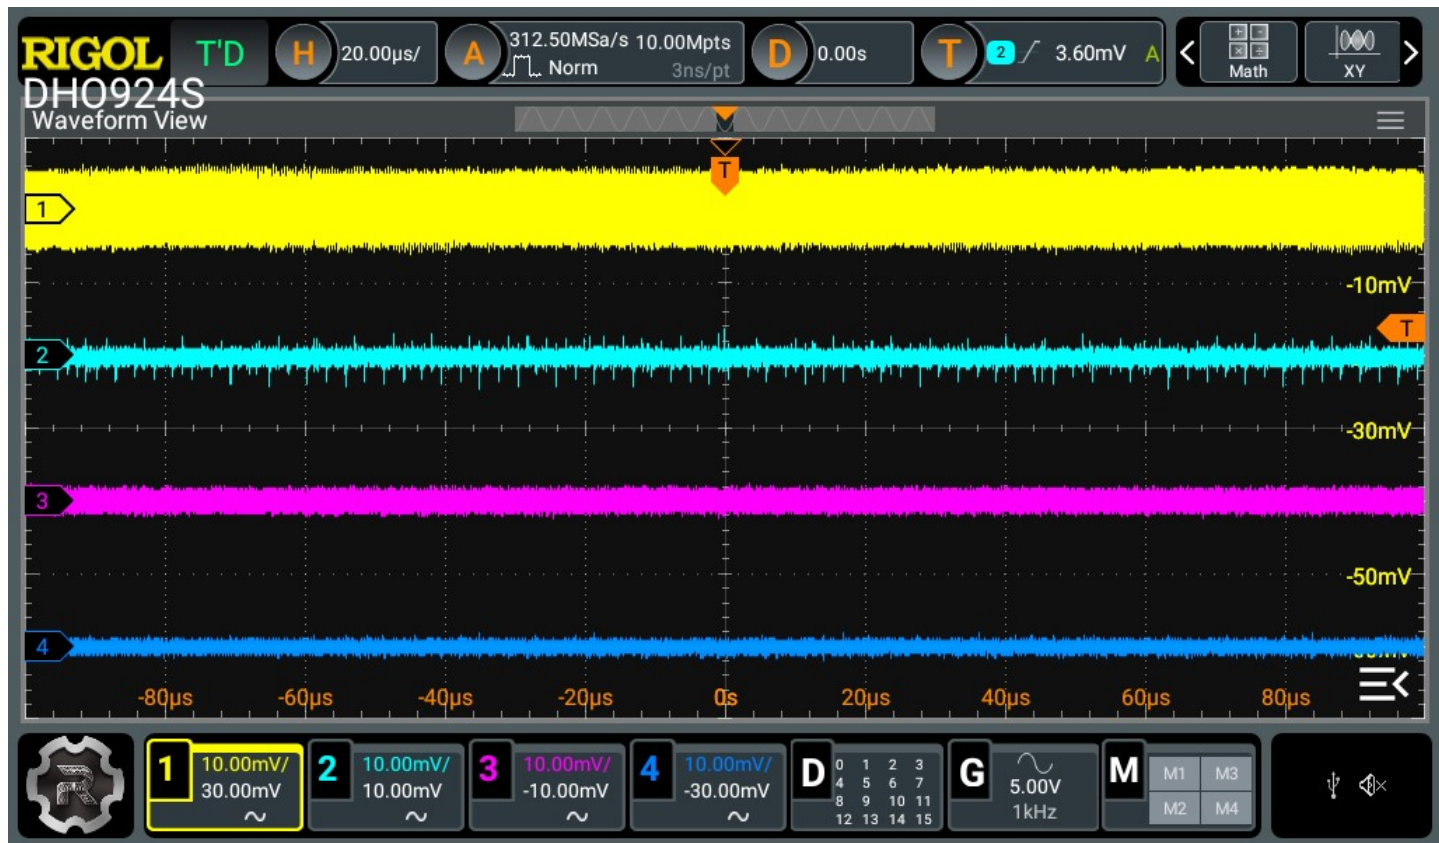 RIGOL T'D H 20.00µs/ A 312.50MSa/s 10.00Mpts D 0.00s T 2 3.60mV A
Norm 3ns/pt Math XY
DHO924S
Waveform View
T
1
-10mV
T
2
-30mV
3
-50mV
4
-80µs -60µs -40µs -20µs 0s 20µs 40µs 60µs 80µs
1 10.00mV/ 2 10.00mV/ 3 10.00mV/ 4 10.00mV/ D 0 1 2 3 G M M1 M3
30.00mV 10.00mV -10.00mV -30.00mV 4 5 6 7 5.00V
8 9 10 11 1kHz M2 M4
12 13 14 15
R